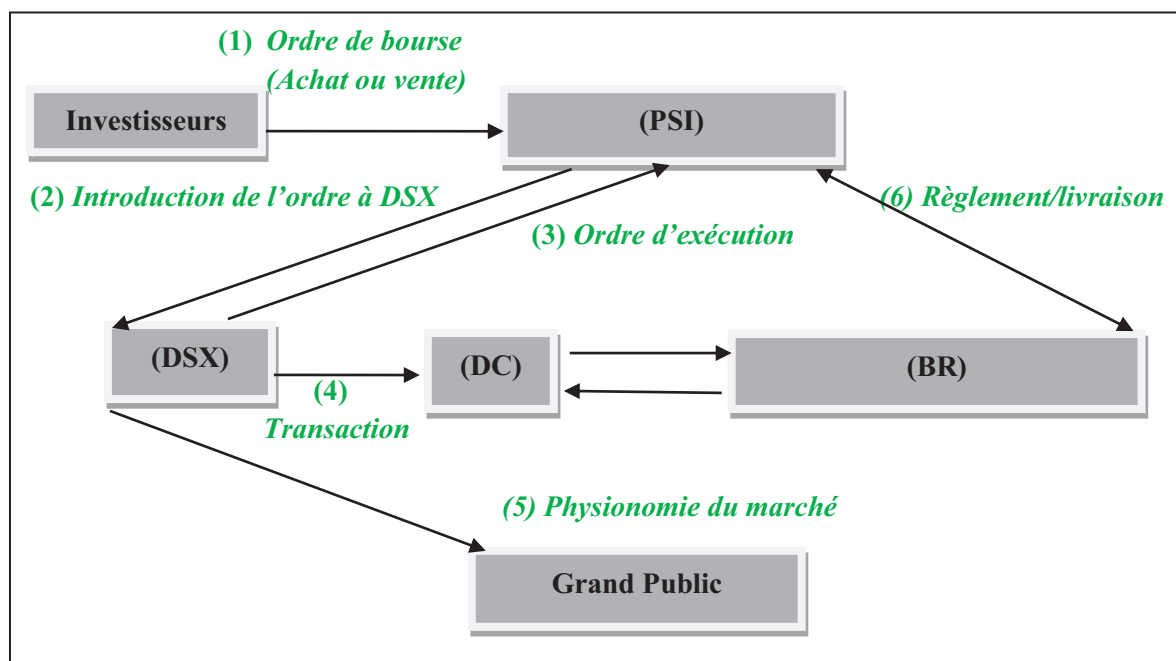 (1) Ordre de bourse
(Achat ou vente)
Investisseurs
(PSI)
(2) Introduction de l’ordre à DSX
(6) Règlement/livraison
(3) Ordre d’exécution
(DSX)
(DC)
(BR)
(4)
Transaction
(5) Physionomie du marché
Grand Public